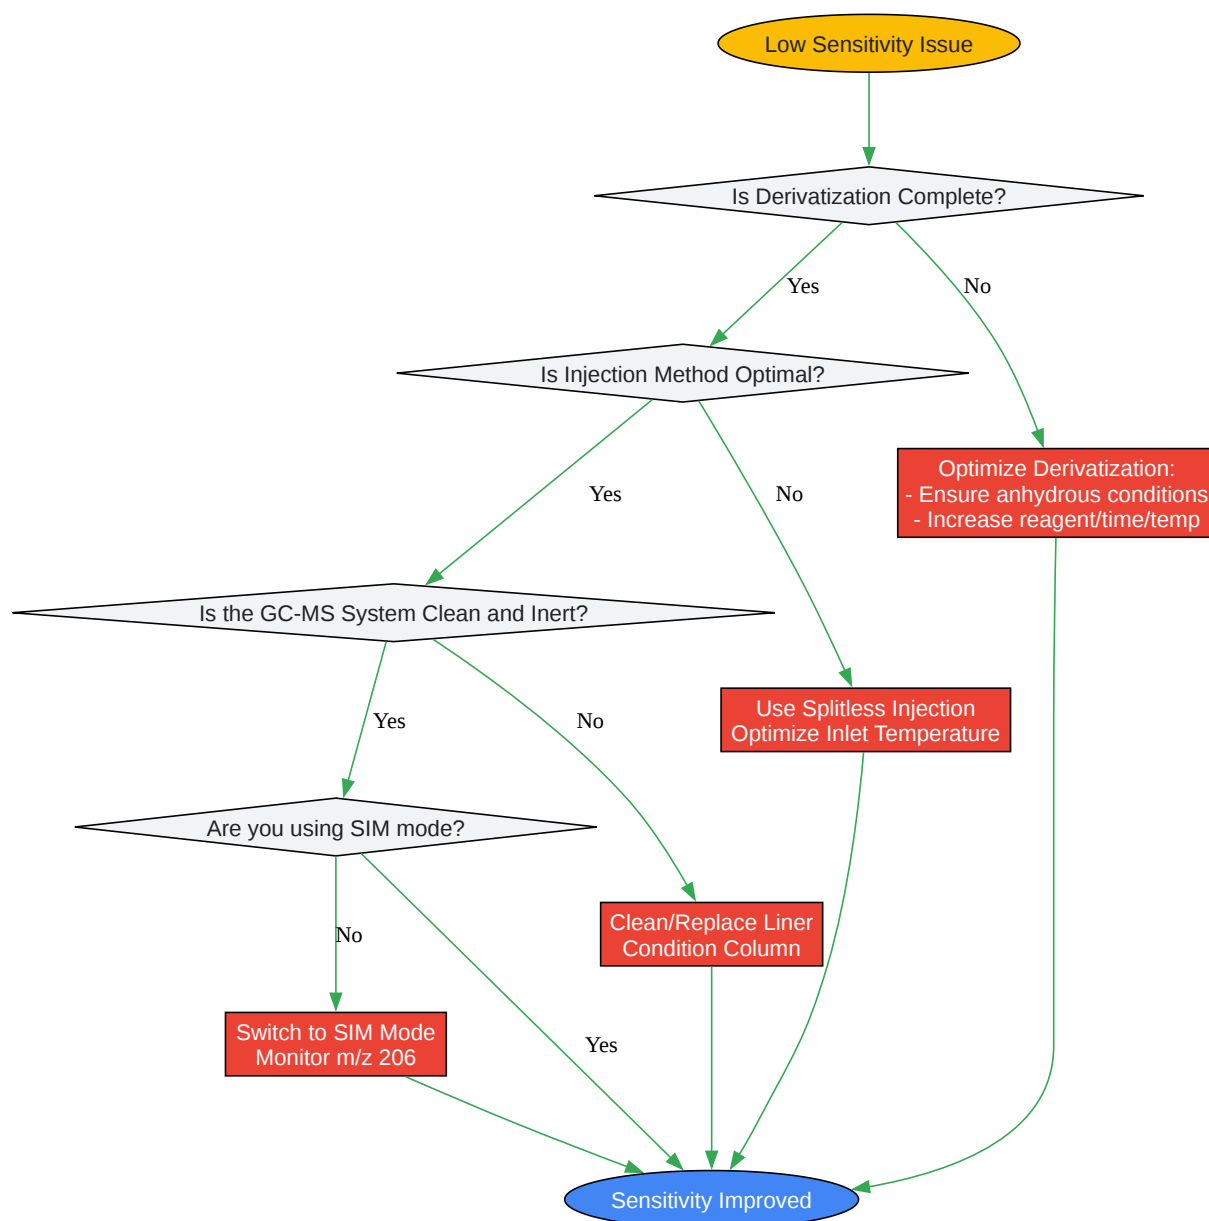 Low Sensitivity Issue
Is Derivatization Complete?
Yes
No
Is Injection Method Optimal?
Optimize Derivatization:
- Ensure anhydrous conditions
- Increase reagent/time/temp
Yes
No
Is the GC-MS System Clean and Inert?
Use Splitless Injection
Optimize Inlet Temperature
Yes
No
Are you using SIM mode?
Clean/Replace Liner
Condition Column
No
Switch to SIM Mode
Monitor m/z 206
Yes
Sensitivity Improved